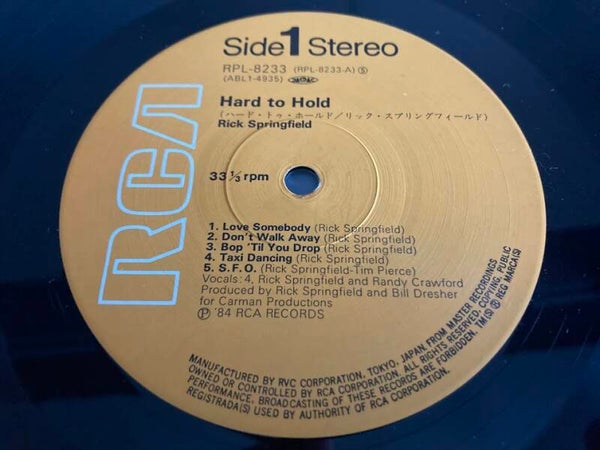 RCA
Side 1 Stereo
RPL-8233 (RPL-8233-A) Ⓢ
(ABL1-4935)
Hard to Hold
(ハード・トゥ・ホールド/リック・スプリングフィールド)
Rick Springfield
33 1/3 rpm
1. Love Somebody (Rick Springfield)
2. Don't Walk Away (Rick Springfield)
3. Bop 'Til You Drop (Rick Springfield)
4. Taxi Dancing (Rick Springfield)
5. S.F.O. (Rick Springfield-Tim Pierce)
Vocals: 4, Rick Springfield and Randy Crawford
Produced by Rick Springfield and Bill Dresher
for Carman Productions
Ⓟ '84 RCA RECORDS
MANUFACTURED BY RVC CORPORATION, TOKYO, JAPAN, FROM MASTER RECORDINGS
OWNED OR CONTROLLED BY RCA CORPORATION. ALL RIGHTS RESERVED. COPYING, PUBLIC
PERFORMANCE, BROADCASTING OF THESE RECORDS ARE FORBIDDEN. TM(S) ® REG MARCA(S)
REGISTRADA(S) USED BY AUTHORITY OF RCA CORPORATION.